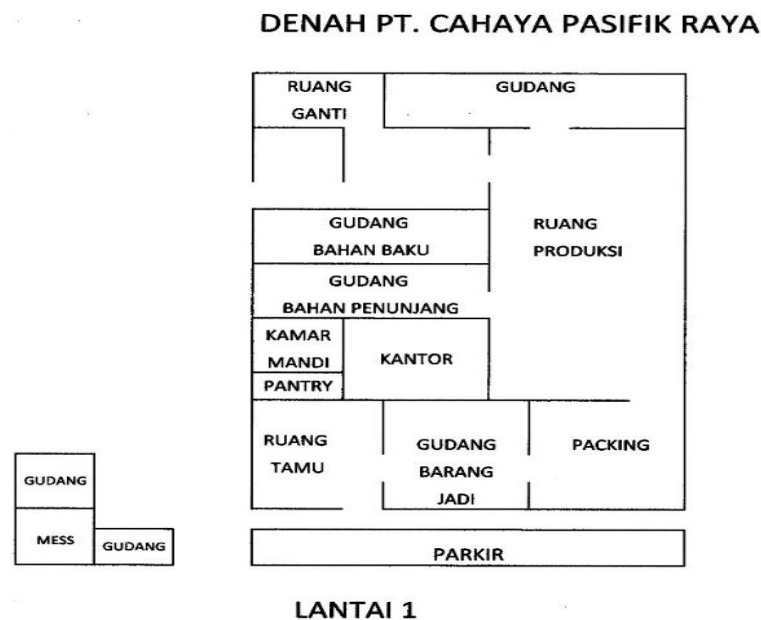 DENAH PT. CAHAYA PASIFIK RAYA
RUANG
GANTI
GUDANG
GUDANG
BAHAN BAKU
RUANG
PRODUKSI
GUDANG
BAHAN PENUNJANG
KAMAR
MANDI
KANTOR
PANTRY
RUANG
TAMU
GUDANG
BARANG
JADI
PACKING
GUDANG
MESS
GUDANG
PARKIR
LANTAI 1